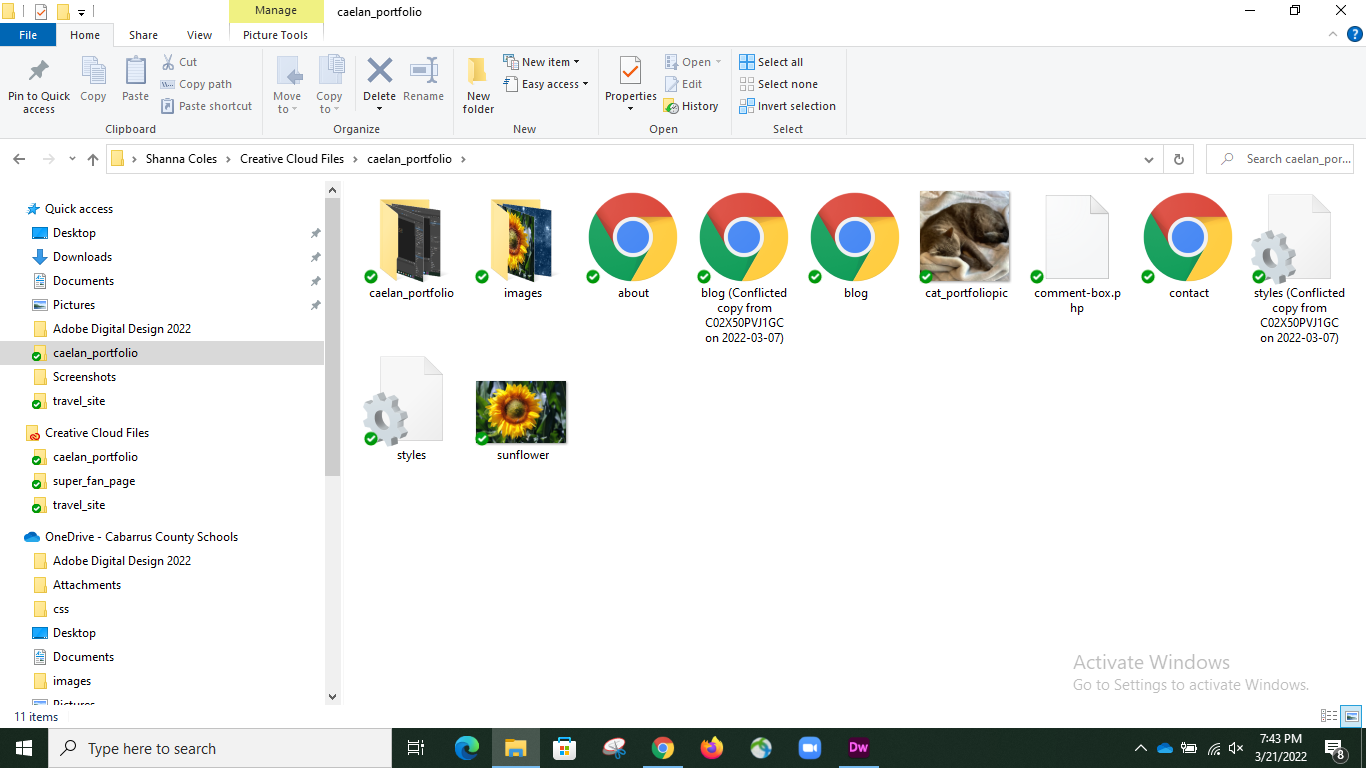 Manage
caelan_portfolio
File
Home
Share
View
Picture Tools
?
Pin to Quick
access
Copy
Paste
Cut
Copy path
Paste shortcut
Clipboard
Move
to
Copy
to
Delete
Rename
Organize
New
folder
New item
Easy access
New
Properties
Open
Edit
History
Open
Select all
Select none
Invert selection
Select
Shanna Coles
Creative Cloud Files
caelan_portfolio
Search caelan_por...
Quick access
Desktop
Downloads
Documents
Pictures
Adobe Digital Design 2022
caelan_portfolio
Screenshots
travel_site
Creative Cloud Files
caelan_portfolio
super_fan_page
travel_site
OneDrive - Cabarrus County Schools
Adobe Digital Design 2022
Attachments
css
Desktop
Documents
images
Pictures
caelan_portfolio
images
about
blog (Conflicted
copy from
C02X50PVJ1GC
on 2022-03-07)
blog
cat_portfoliopic
comment-box.p
hp
contact
styles (Conflicted
copy from
C02X50PVJ1GC
on 2022-03-07)
styles
sunflower
Activate Windows
Go to Settings to activate Windows.
11 items
Type here to search
Dw
7:43 PM
3/21/2022
8